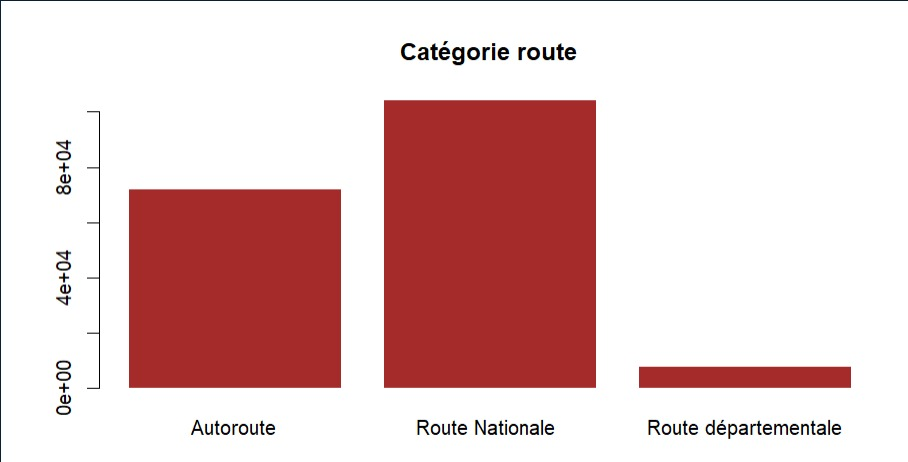 Catégorie route
8e+04
4e+04
0e+00
Autoroute
Route Nationale
Route départementale